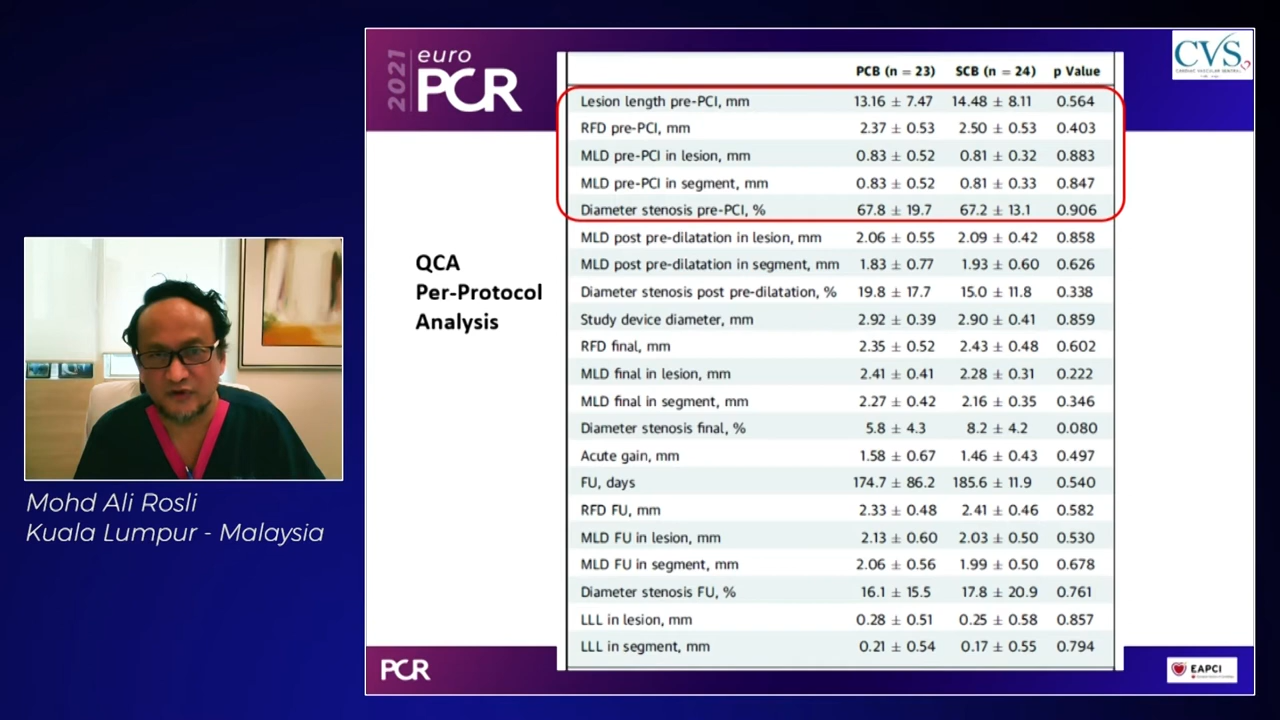 2021
euro
PCR
CVS
PCB (n = 23) SCB (n = 24) p Value
Lesion length pre-PCI, mm 13.16 ± 7.47 14.48 ± 8.11 0.564
RFD pre-PCI, mm 2.37 ± 0.53 2.50 ± 0.53 0.403
MLD pre-PCI in lesion, mm 0.83 ± 0.52 0.81 ± 0.32 0.883
MLD pre-PCI in segment, mm 0.83 ± 0.52 0.81 ± 0.33 0.847
Diameter stenosis pre-PCI, % 67.8 ± 19.7 67.2 ± 13.1 0.906
MLD post pre-dilatation in lesion, mm 2.06 ± 0.55 2.09 ± 0.42 0.858
MLD post pre-dilatation in segment, mm 1.83 ± 0.77 1.93 ± 0.60 0.626
Diameter stenosis post pre-dilatation, % 19.8 ± 17.7 15.0 ± 11.8 0.338
Study device diameter, mm 2.92 ± 0.39 2.90 ± 0.41 0.859
RFD final, mm 2.35 ± 0.52 2.43 ± 0.48 0.602
MLD final in lesion, mm 2.41 ± 0.41 2.28 ± 0.31 0.222
MLD final in segment, mm 2.27 ± 0.42 2.16 ± 0.35 0.346
Diameter stenosis final, % 5.8 ± 4.3 8.2 ± 4.2 0.080
Acute gain, mm 1.58 ± 0.67 1.46 ± 0.43 0.497
FU, days 174.7 ± 86.2 185.6 ± 11.9 0.540
RFD FU, mm 2.33 ± 0.48 2.41 ± 0.46 0.582
MLD FU in lesion, mm 2.13 ± 0.60 2.03 ± 0.50 0.530
MLD FU in segment, mm 2.06 ± 0.56 1.99 ± 0.50 0.678
Diameter stenosis FU, % 16.1 ± 15.5 17.8 ± 20.9 0.761
LLL in lesion, mm 0.28 ± 0.51 0.25 ± 0.58 0.857
LLL in segment, mm 0.21 ± 0.54 0.17 ± 0.55 0.794
QCA
Per-Protocol
Analysis
Mohd Ali Rosli
Kuala Lumpur - Malaysia
PCR
EAPCI